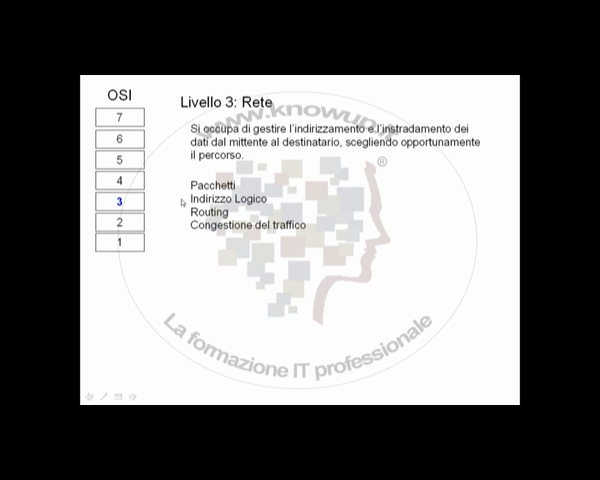 OSI
7
6
5
4
3
2
1
Livello 3: Rete
Si occupa di gestire l'indirizzamento e l'instradamento dei
dati dal mittente al destinatario, scegliendo opportunamente
il percorso.
Pacchetti
Indirizzo Logico
Routing
Congestione del traffico
www.knowup.it
®
La formazione IT professionale